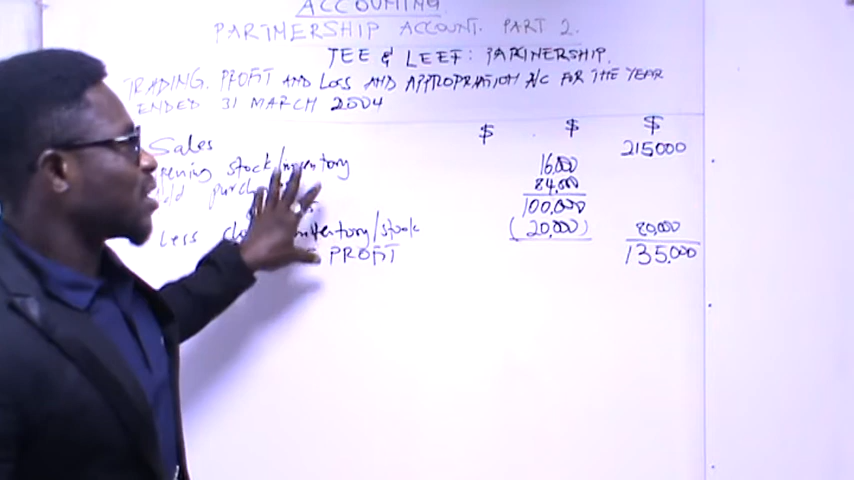 ACCOUNTING
PARTNERSHIP ACCOUNT. PART 2.
TEE & LEEF: PARTNERSHIP.
TRADING. PROFIT AND LOSS AND APPROPRIATION A/C FOR THE YEAR
ENDED 31 MARCH 2004
$ $ $
Sales 215000
stock/inventory 16,000
84,000
100,000
Less inventory/stock (20,000) 80,000
PROFIT 135,000